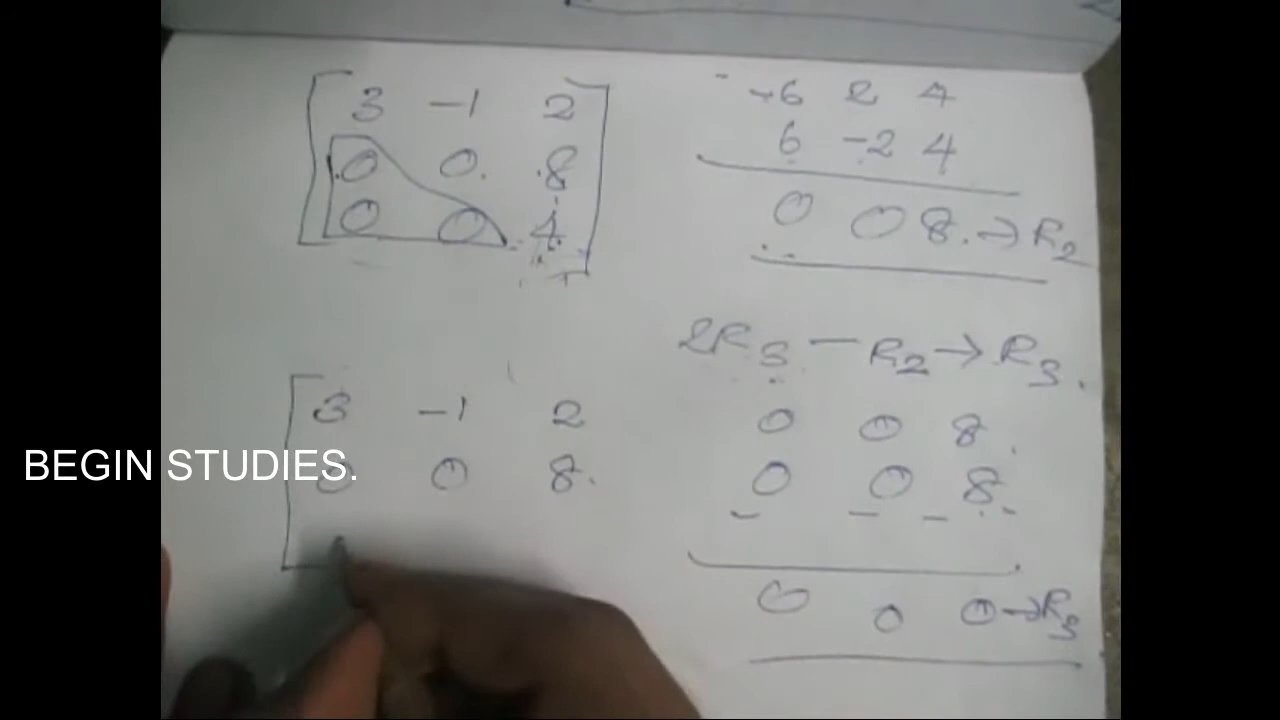 3 -1 2
0 0 8
0 0 4
-6 2 4
6 -2 4
0 0 8 → R2
2R3 - R2 → R3
0 0 8
0 0 8
- - -
0 0 0 → R3
3 -1 2
0 0 8
BEGIN STUDIES.